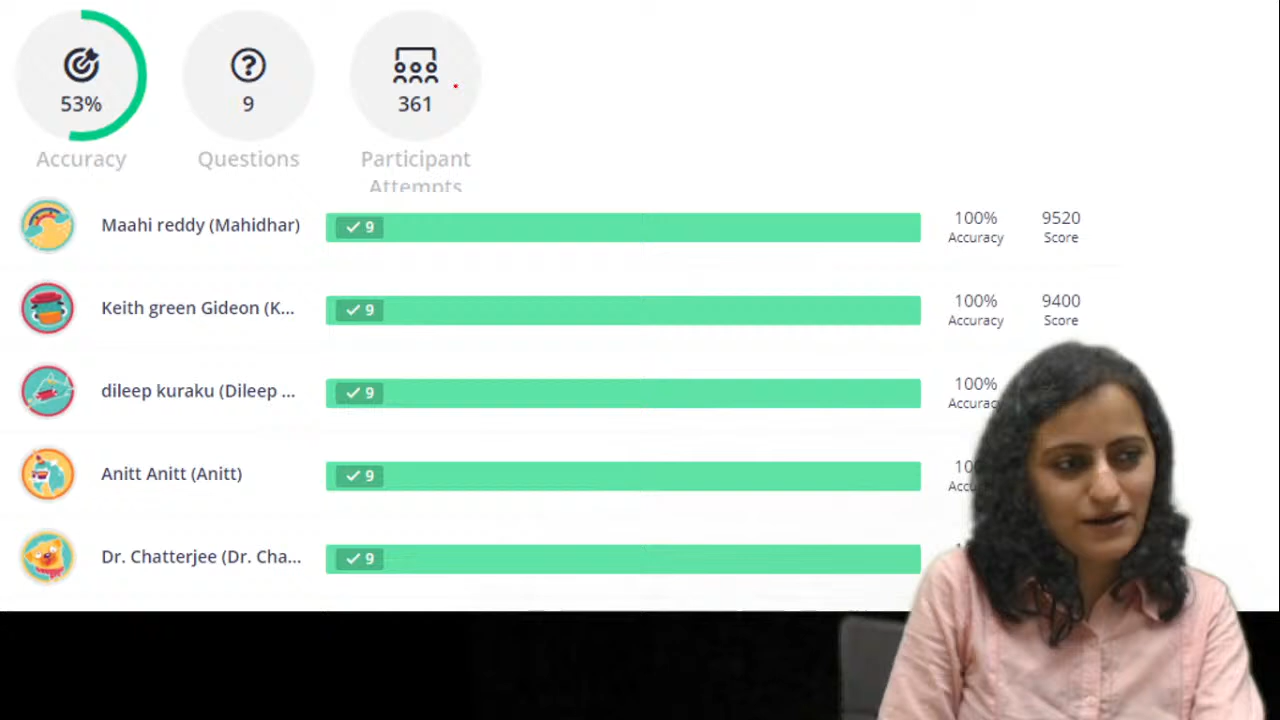 53%
9
361
Accuracy
Questions
Participant
Attempts
Maahi reddy (Mahidhar)
9
100%
Accuracy
9520
Score
Keith green Gideon (K...
9
100%
Accuracy
9400
Score
dileep kuraku (Dileep ...
9
100%
Anitt Anitt (Anitt)
9
Dr. Chatterjee (Dr. Cha...
9